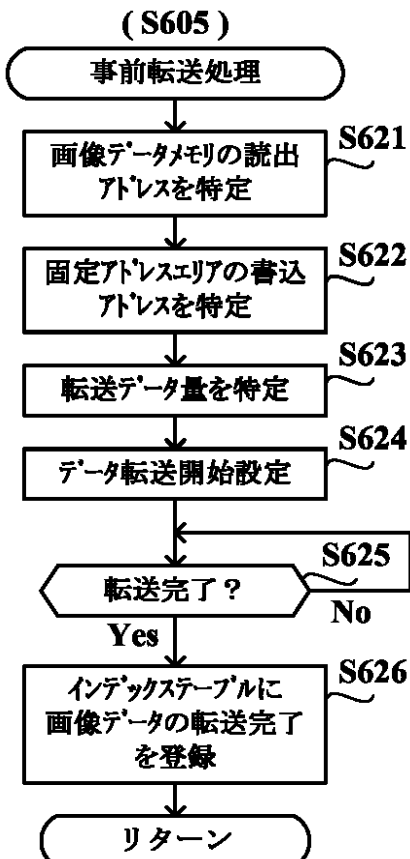 (S605)
事前転送処理
S621
画像データメモリの読出
アドレスを特定
S622
固定アドレスエリアの書込
アドレスを特定
S623
転送データ量を特定
S624
データ転送開始設定
S625
転送完了？
No
Yes
S626
インデックステーブルに
画像データの転送完了
を登録
リターン